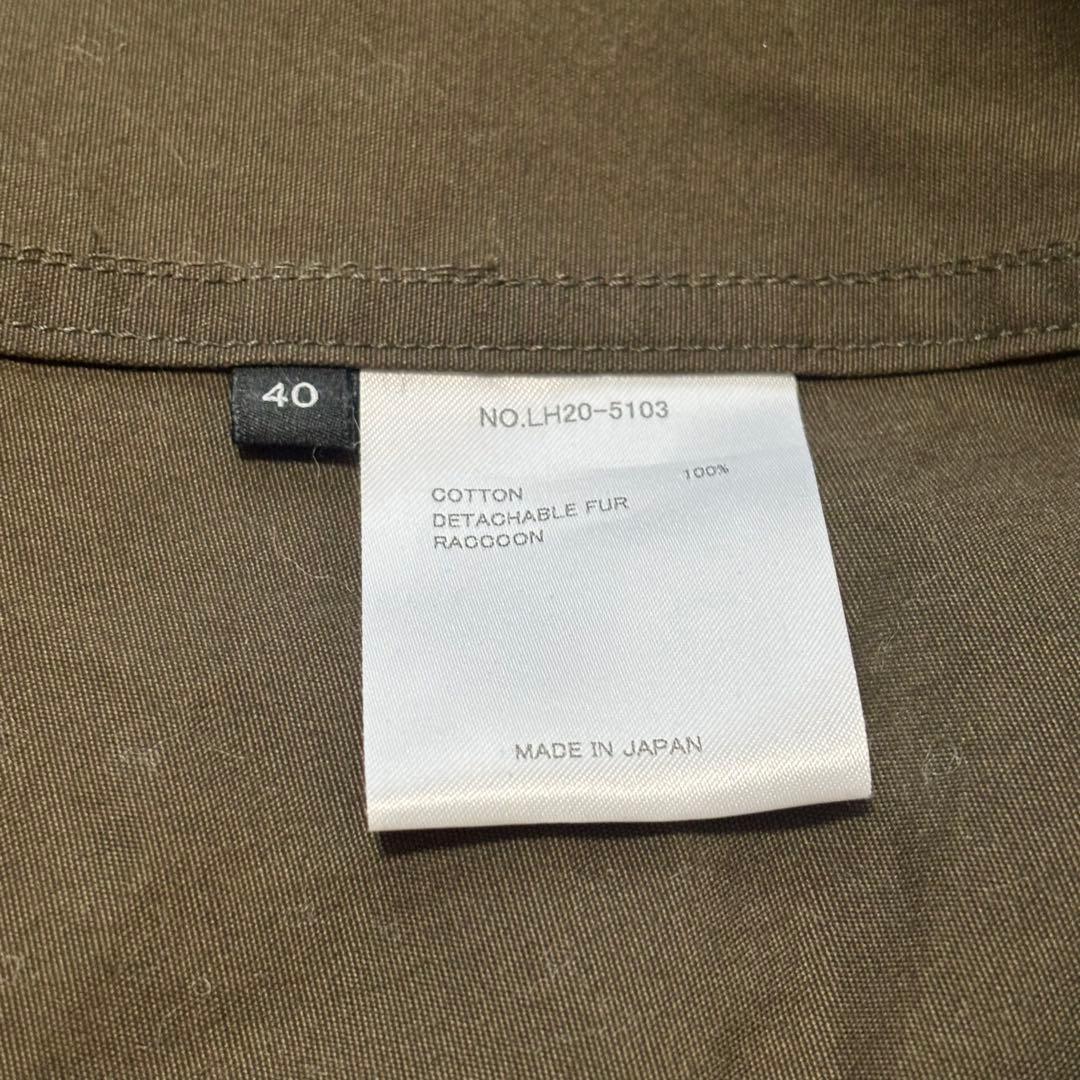 40
NO.LH20-5103
COTTON 100%
DETACHABLE FUR
RACCOON
MADE IN JAPAN